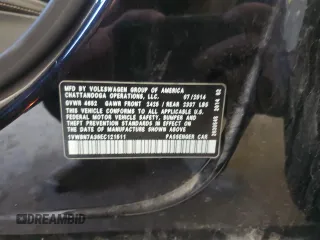 MFD. BY VOLKSWAGEN GROUP OF AMERICA
CHATTANOOGA OPERATIONS, LLC. 07/2014
GVWR 4692 GAWR FRONT 2425 / REAR 2337 LBS
THIS VEHICLE CONFORMS TO ALL APPLICABLE
U.S. FEDERAL MOTOR VEHICLE SAFETY, BUMPER AND
THEFT PREVENTION STANDARDS IN EFFECT ON THE
DATE OF MANUFACTURE SHOWN ABOVE
PASSENGER CAR
2014 02
© DREAMBID